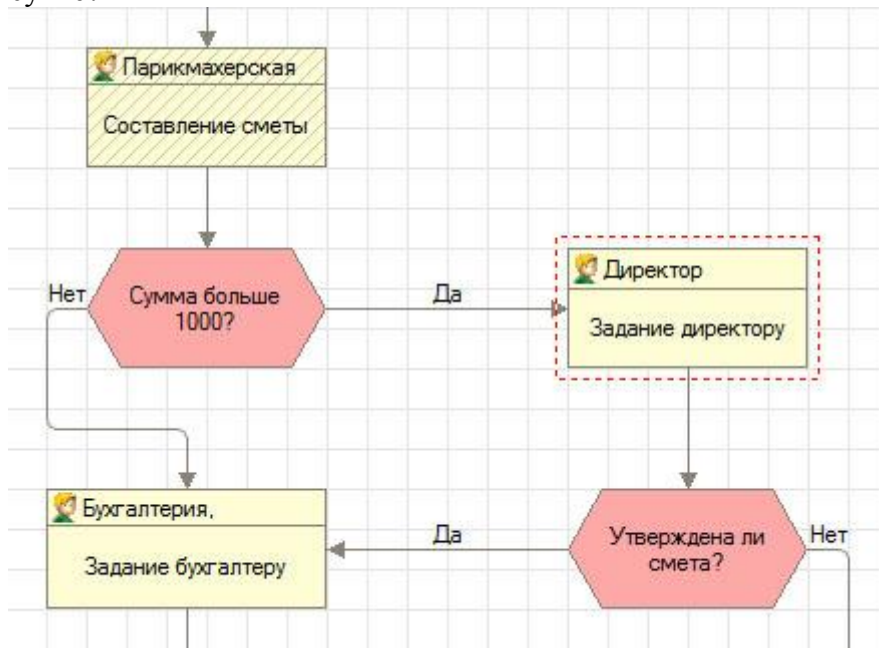 Парикмахерская
Составление сметы
Нет
Сумма больше
1000?
Да
Директор
Задание директору
Бухгалтерия,
Задание бухгалтеру
Да
Утверждена ли
смета?
Нет